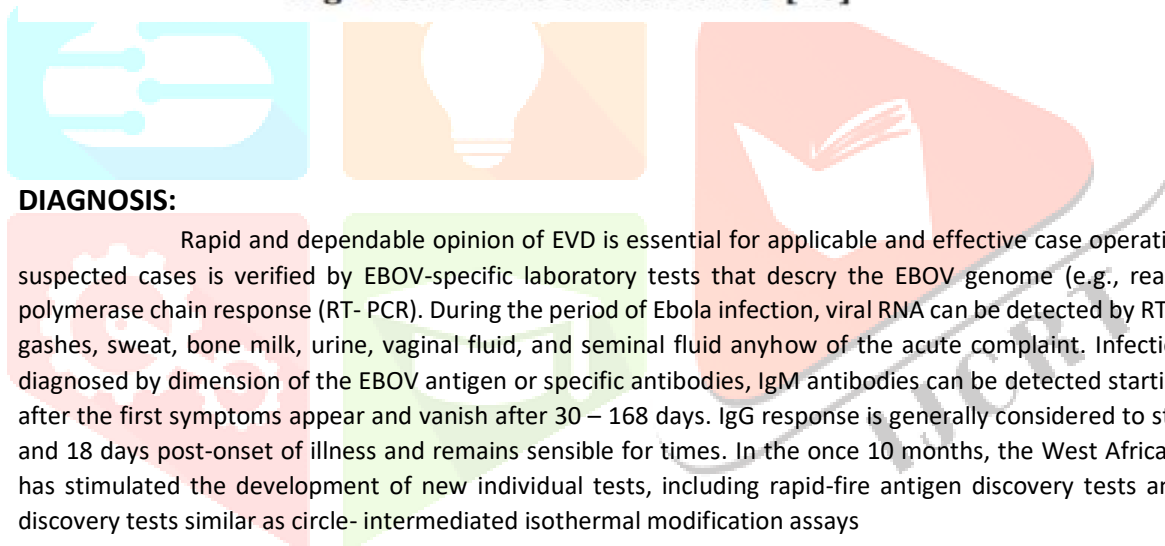 DIAGNOSIS:
Rapid and dependable opinion of EVD is essential for applicable and effective case operati
suspected cases is verified by EBOV-specific laboratory tests that descry the EBOV genome (e.g., rea
polymerase chain response (RT- PCR). During the period of Ebola infection, viral RNA can be detected by RT
gashes, sweat, bone milk, urine, vaginal fluid, and seminal fluid anyhow of the acute complaint. Infectio
diagnosed by dimension of the EBOV antigen or specific antibodies, IgM antibodies can be detected starti
after the first symptoms appear and vanish after 30 – 168 days. IgG response is generally considered to st
and 18 days post-onset of illness and remains sensible for times. In the once 10 months, the West Africa
has stimulated the development of new individual tests, including rapid-fire antigen discovery tests an
discovery tests similar as circle- intermediated isothermal modification assays
IJCRT